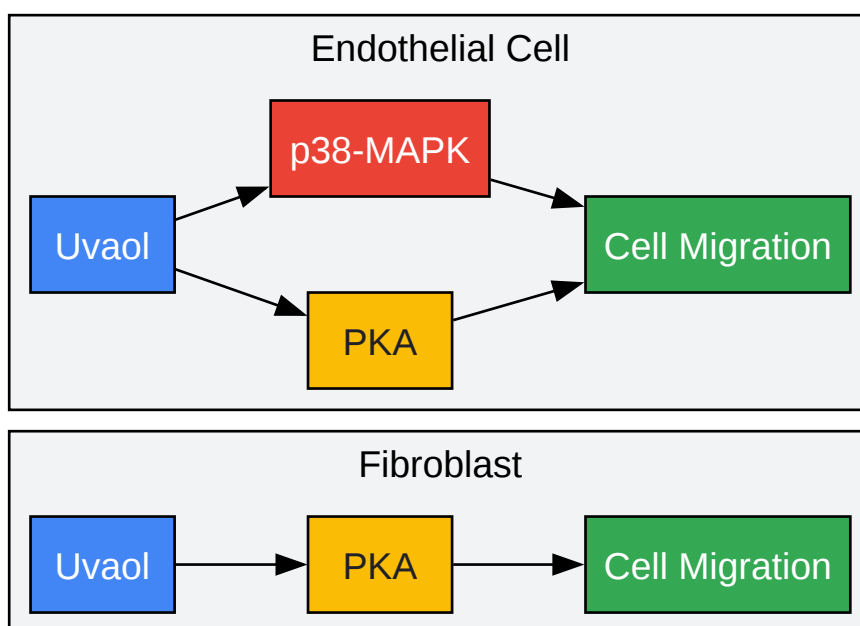 Endothelial Cell
p38-MAPK
Uvaol
Cell Migration
PKA
Fibroblast
Uvaol
PKA
Cell Migration